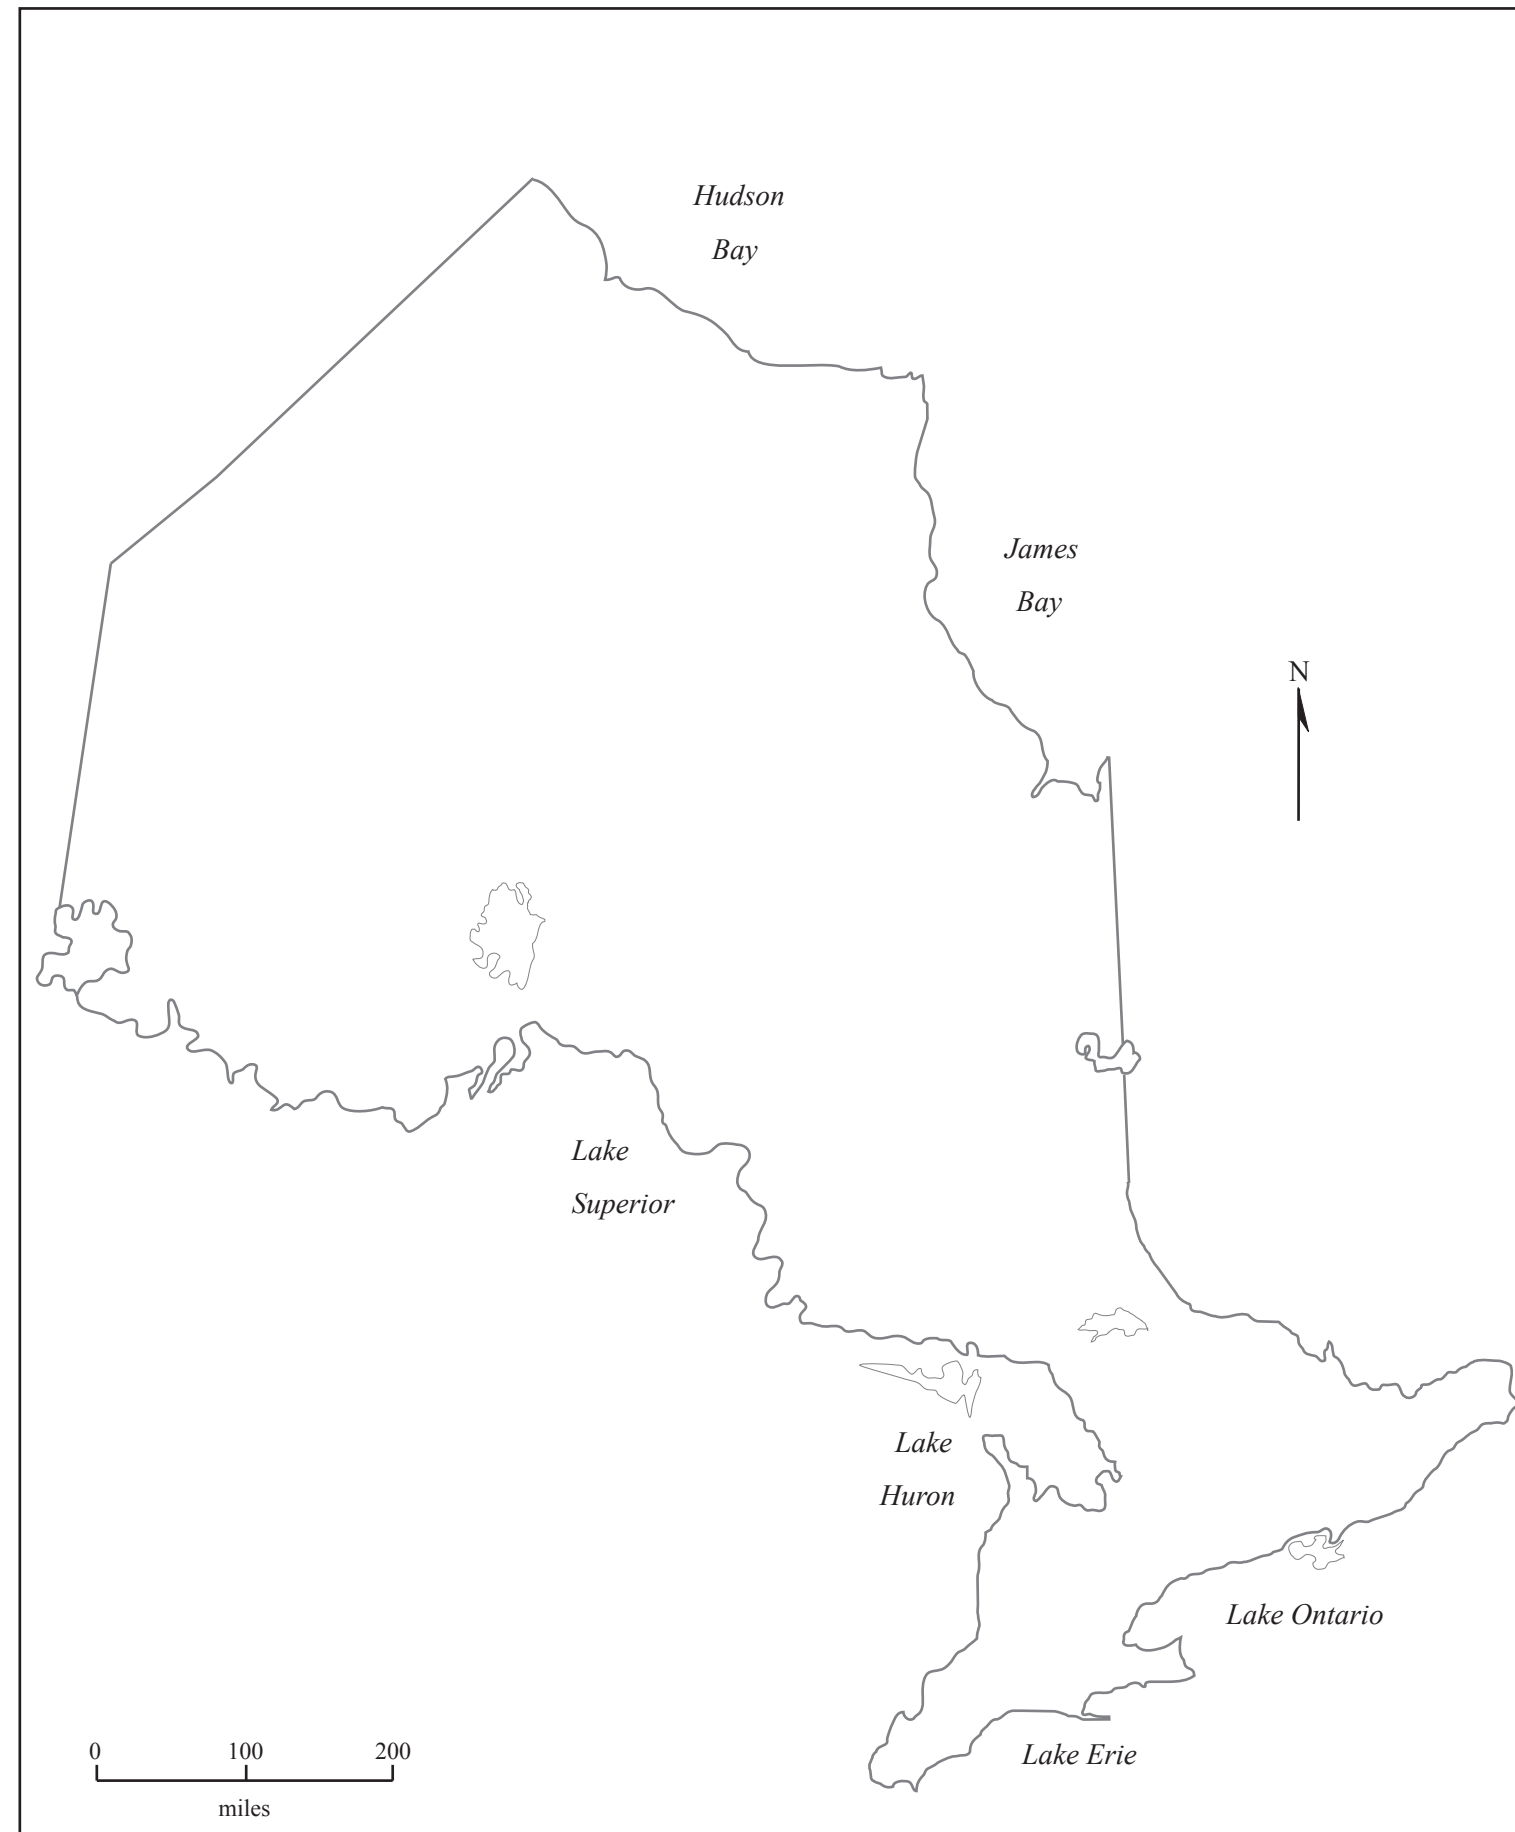 Hudson
Bay
James
Bay
N
Lake
Superior
Lake
Huron
Lake Ontario
Lake Erie
0 100 200
miles